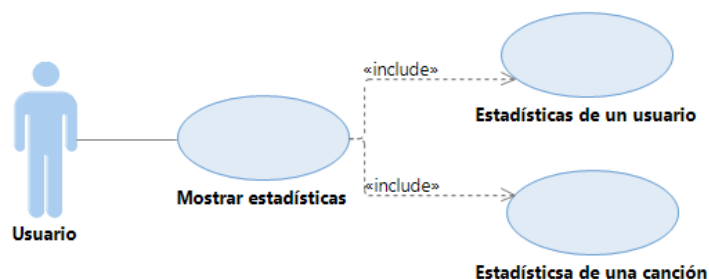 «include»
Estadísticas de un usuario
Mostrar estadísticas
«include»
Usuario
Estadísticsa de una canción